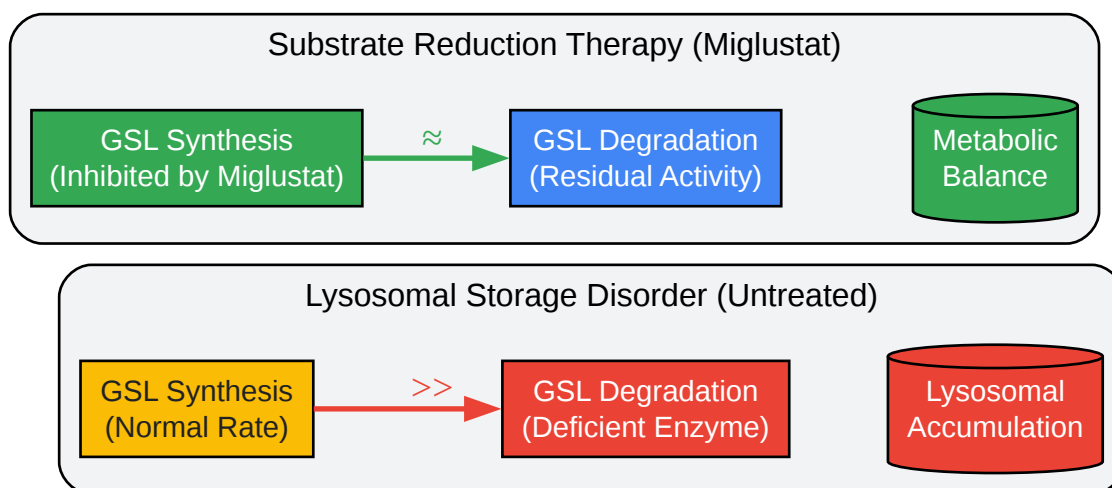 Substrate Reduction Therapy (Miglustat)
GSL Synthesis
(Inhibited by Miglustat)
≈
GSL Degradation
(Residual Activity)
Metabolic
Balance
Lysosomal Storage Disorder (Untreated)
GSL Synthesis
(Normal Rate)
>>
GSL Degradation
(Deficient Enzyme)
Lysosomal
Accumulation